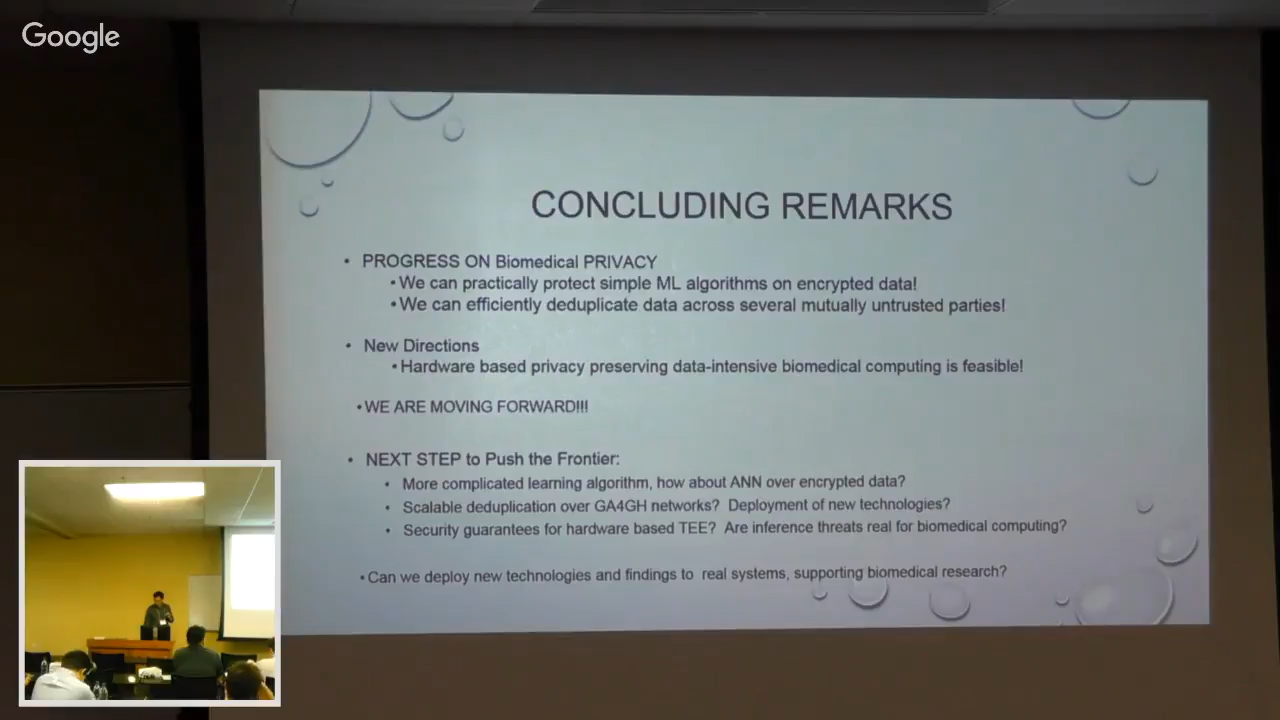 Google
CONCLUDING REMARKS
• PROGRESS ON Biomedical PRIVACY
•We can practically protect simple ML algorithms on encrypted data!
•We can efficiently deduplicate data across several mutually untrusted parties!
• New Directions
•Hardware based privacy preserving data-intensive biomedical computing is feasible!
•WE ARE MOVING FORWARD!!!
• NEXT STEP to Push the Frontier:
• More complicated learning algorithm, how about ANN over encrypted data?
• Scalable deduplication over GA4GH networks? Deployment of new technologies?
• Security guarantees for hardware based TEE? Are inference threats real for biomedical computing?
•Can we deploy new technologies and findings to real systems, supporting biomedical research?